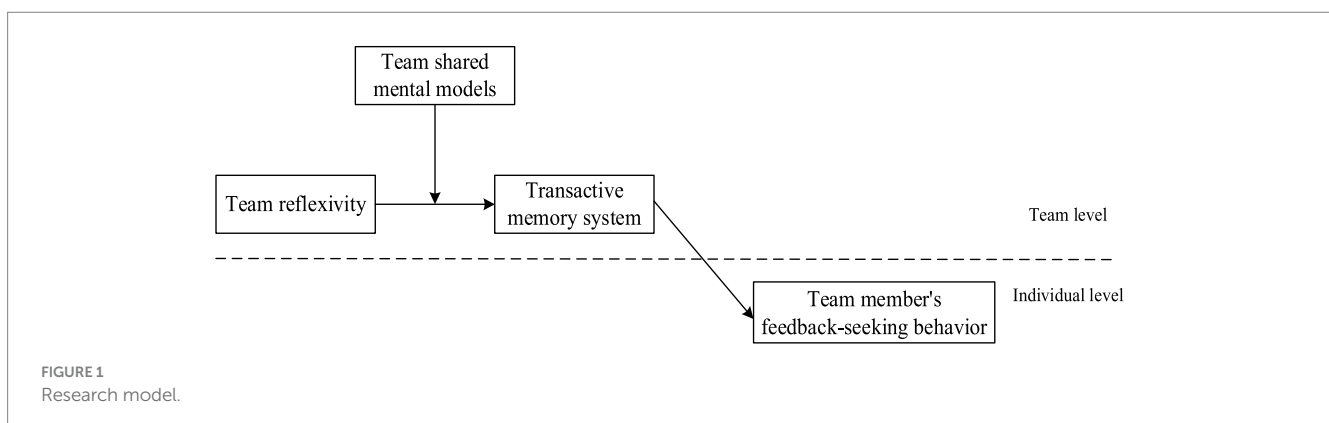 Team shared
mental models
Team reflexivity
Transactive
memory system
Team level
Individual level
Team member's
feedback-seeking behavior
FIGURE 1
Research model.